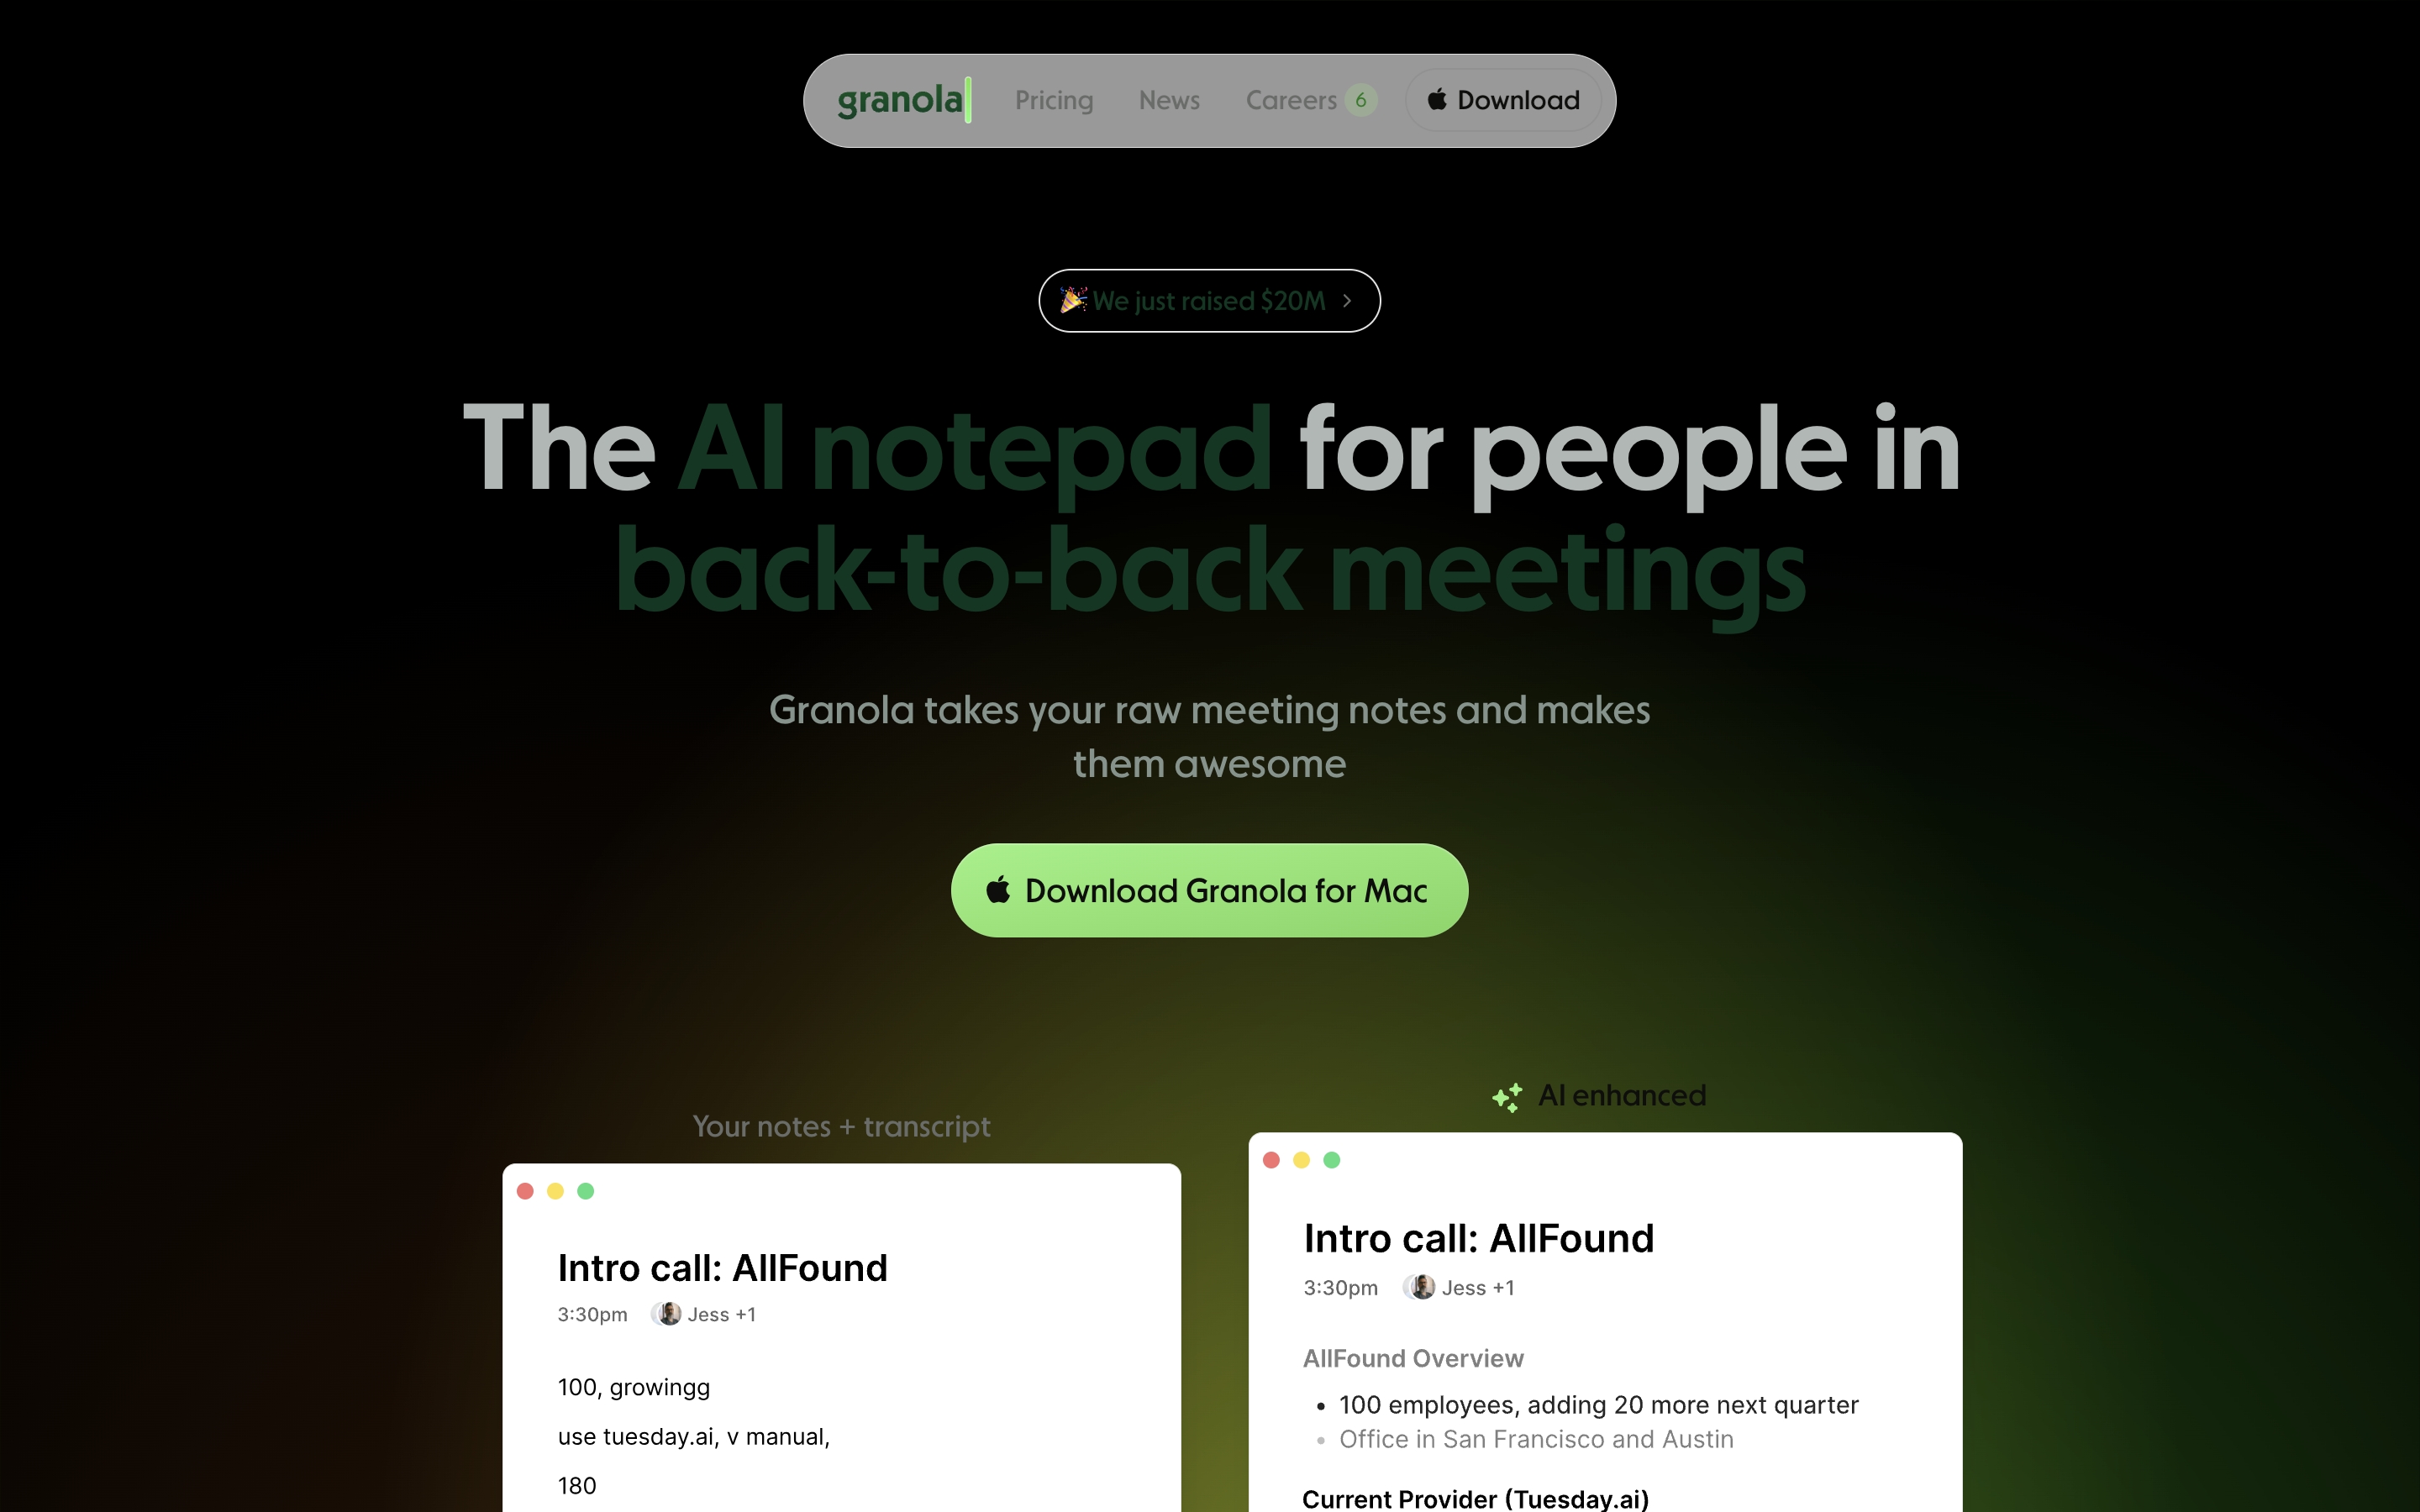 granola
Pricing
News
Careers 6
Download
🎉 We just raised $20M >
The AI notepad for people in
back-to-back meetings
Granola takes your raw meeting notes and makes
them awesome
Download Granola for Mac
Your notes + transcript
Intro call: AllFound
3:30pm Jess +1
100, growingg
use tuesday.ai, v manual,
180
AI enhanced
Intro call: AllFound
3:30pm Jess +1
AllFound Overview
• 100 employees, adding 20 more next quarter
• Office in San Francisco and Austin
Current Provider (Tuesday.ai)